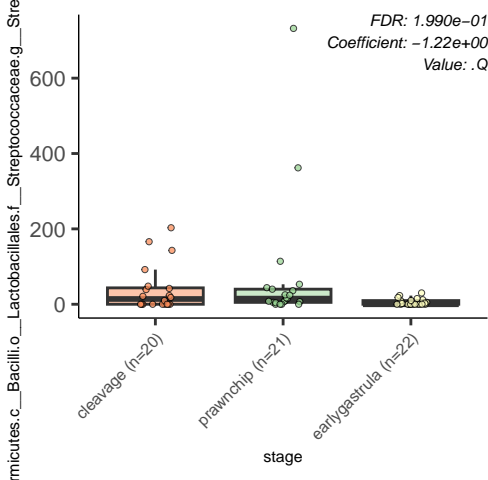 FDR: 1.990e−01
Coefficient: −1.22e+00
Value: .Q
rmicutes.c__Bacilli.o__Lactobacillales.f__Streptococcaceae.g__Stre
600
400
200
0
cleavage (n=20)
prawnchip (n=21)
earlygastrula (n=22)
stage